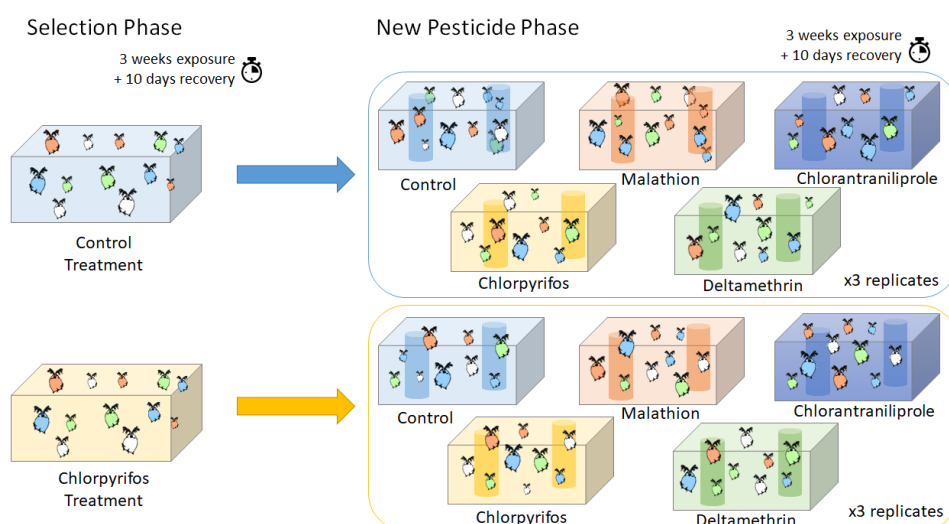 Selection Phase
3 weeks exposure
+ 10 days recovery
Control
Treatment
Chlorpyrifos
Treatment
New Pesticide Phase
3 weeks exposure
+ 10 days recovery
Control
Malathion
Chlorantraniliprole
Chlorpyrifos
Deltamethrin
x3 replicates
Control
Malathion
Chlorantraniliprole
Chlorpyrifos
Deltamethrin
x3 replicates